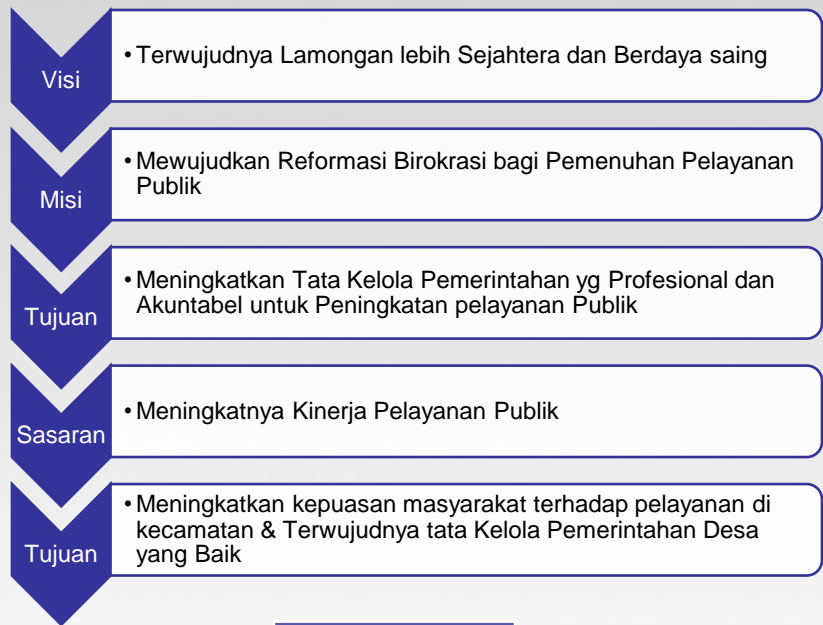 Visi
• Terwujudnya Lamongan lebih Sejahtera dan Berdaya saing
Misi
• Mewujudkan Reformasi Birokrasi bagi Pemenuhan Pelayanan
Publik
Tujuan
• Meningkatkan Tata Kelola Pemerintahan yg Profesional dan
Akuntabel untuk Peningkatan pelayanan Publik
Sasaran
• Meningkatnya Kinerja Pelayanan Publik
Tujuan
• Meningkatkan kepuasan masyarakat terhadap pelayanan di
kecamatan & Terwujudnya tata Kelola Pemerintahan Desa
yang Baik